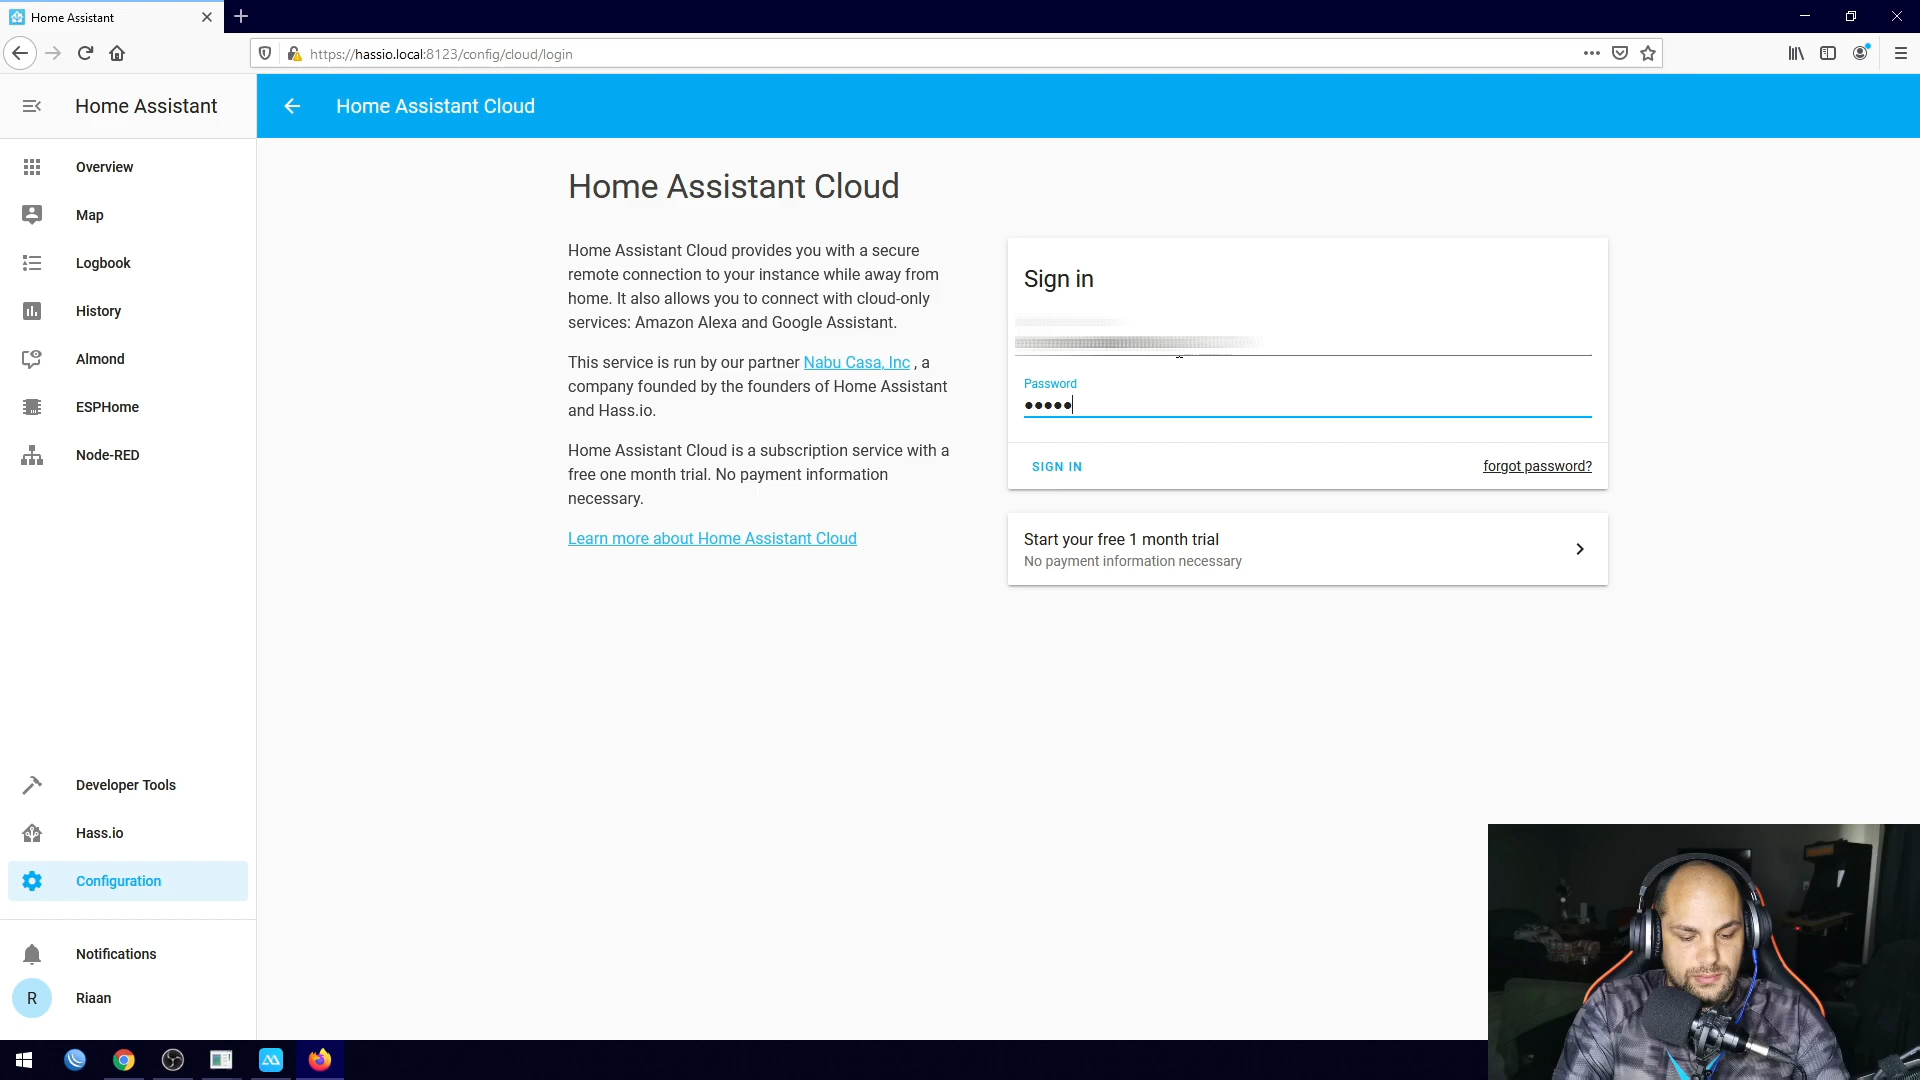 Home Assistant
https://hassio.local:8123/config/cloud/login
Home Assistant
Home Assistant Cloud
Overview
Map
Logbook
History
Almond
ESPHome
Node-RED
Developer Tools
Hass.io
Configuration
Notifications
R
Riaan
Home Assistant Cloud
Home Assistant Cloud provides you with a secure
remote connection to your instance while away from
home. It also allows you to connect with cloud-only
services: Amazon Alexa and Google Assistant.
This service is run by our partner Nabu Casa, Inc , a
company founded by the founders of Home Assistant
and Hass.io.
Home Assistant Cloud is a subscription service with a
free one month trial. No payment information
necessary.
Learn more about Home Assistant Cloud
Sign in
Password
•••••
SIGN IN
forgot password?
Start your free 1 month trial
No payment information necessary